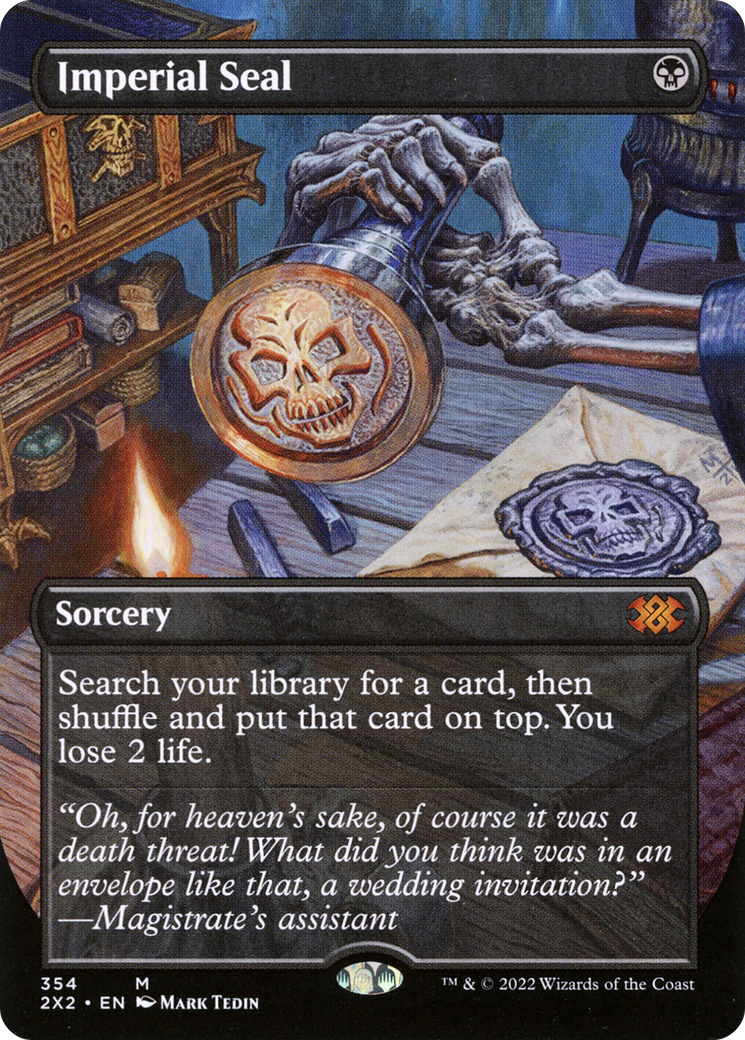 Imperial Seal
Sorcery
Search your library for a card, then
shuffle and put that card on top. You
lose 2 life.
“Oh, for heaven’s sake, of course it was a
death threat! What did you think was in an
envelope like that, a wedding invitation?”
—Magistrate’s assistant
354 M
2X2 • EN Mark Tedin
™ & © 2022 Wizards of the Coast